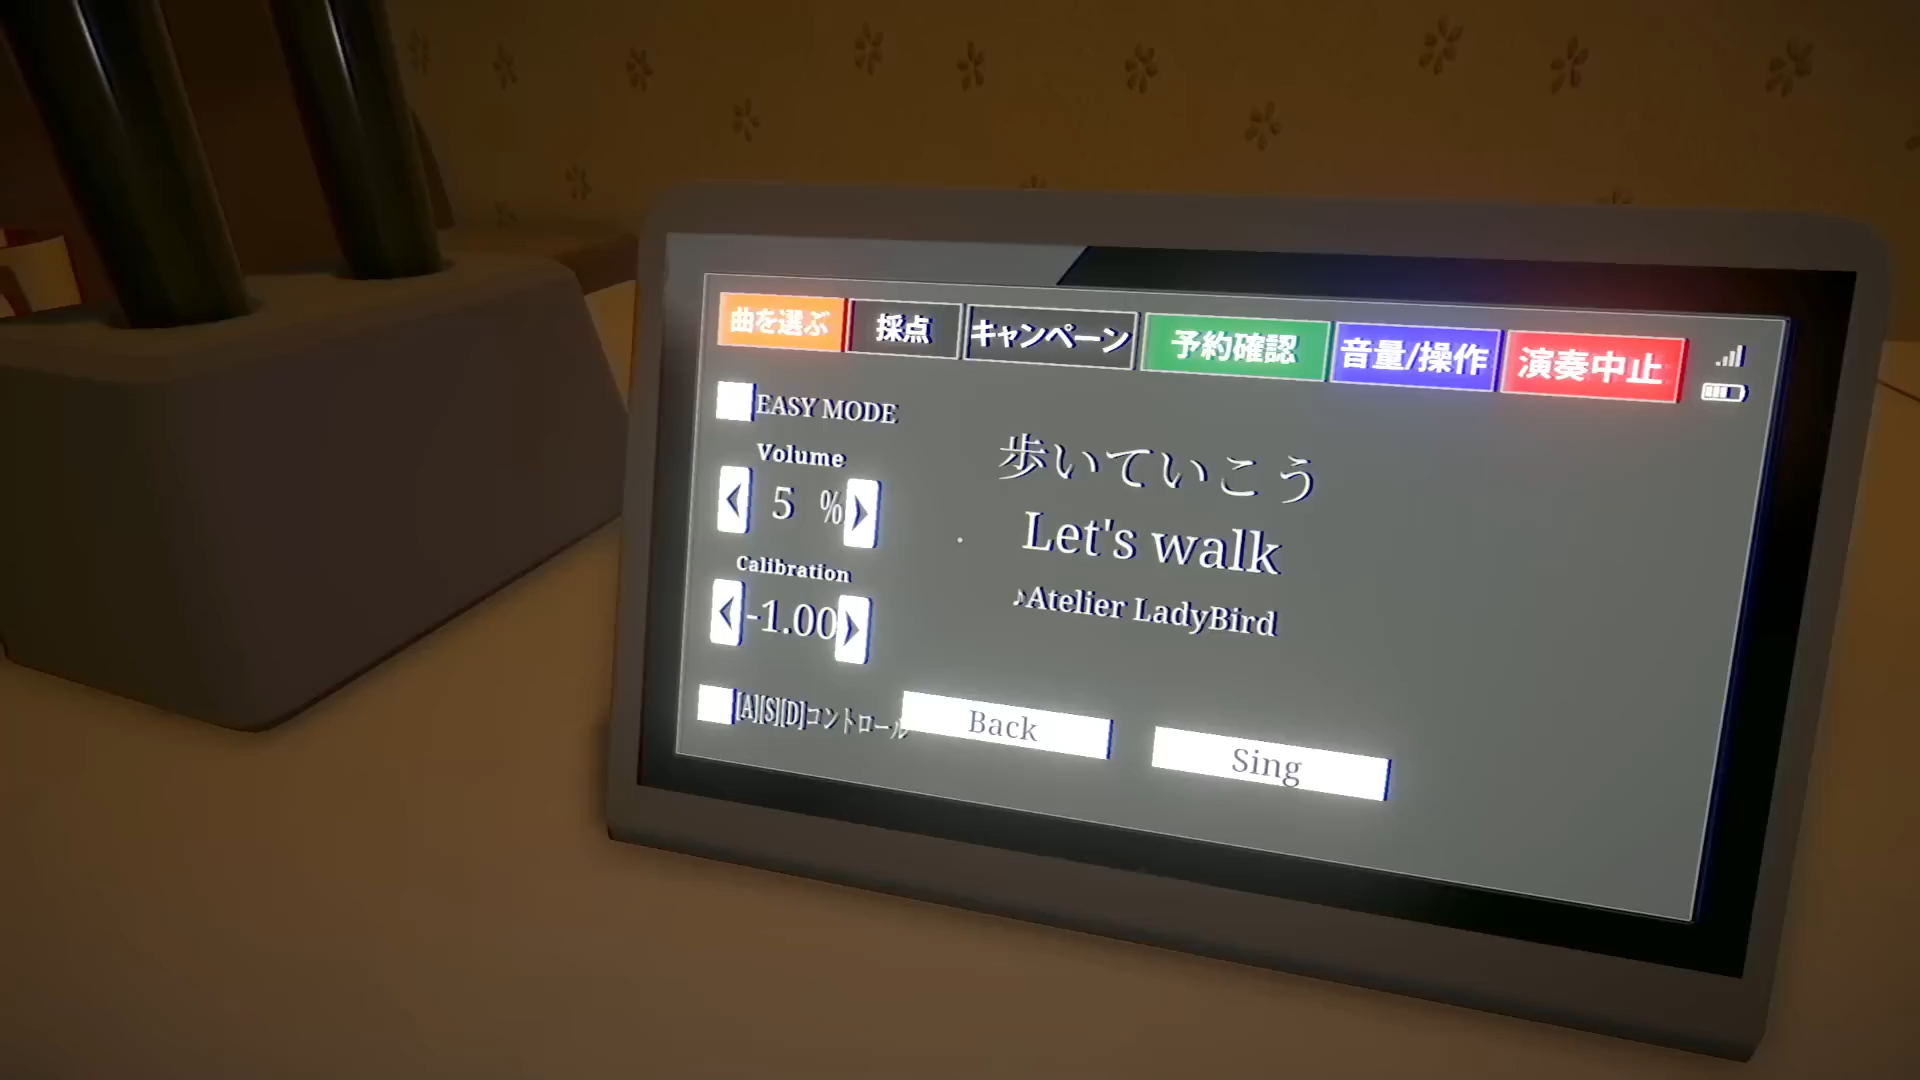 曲を選ぶ 採点 キャンペーン 予約確認 音量/操作 演奏中止
EASY MODE
Volume
5 %
Calibration
-1.00
[A][S][D]コントロール
歩いていこう
Let's walk
♪Atelier LadyBird
Back
Sing